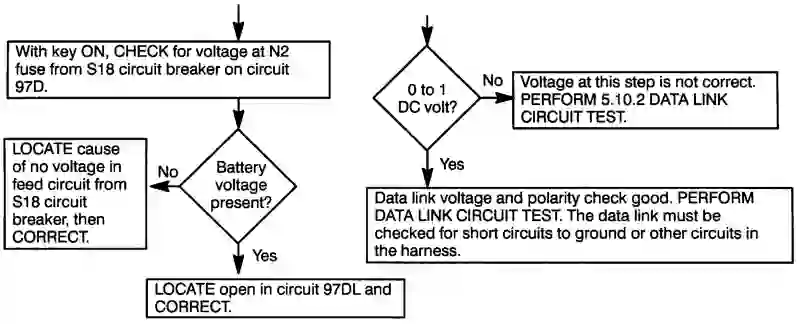 With key ON, CHECK for voltage at N2
fuse from S18 circuit breaker on circuit
97D.
Battery
voltage
present?
No
LOCATE cause
of no voltage in
feed circuit from
S18 circuit
breaker, then
CORRECT.
Yes
LOCATE open in circuit 97DL and
CORRECT.
0 to 1
DC volt?
No
Voltage at this step is not correct.
PERFORM 5.10.2 DATA LINK
CIRCUIT TEST.
Yes
Data link voltage and polarity check good. PERFORM
DATA LINK CIRCUIT TEST. The data link must be
checked for short circuits to ground or other circuits in
the harness.